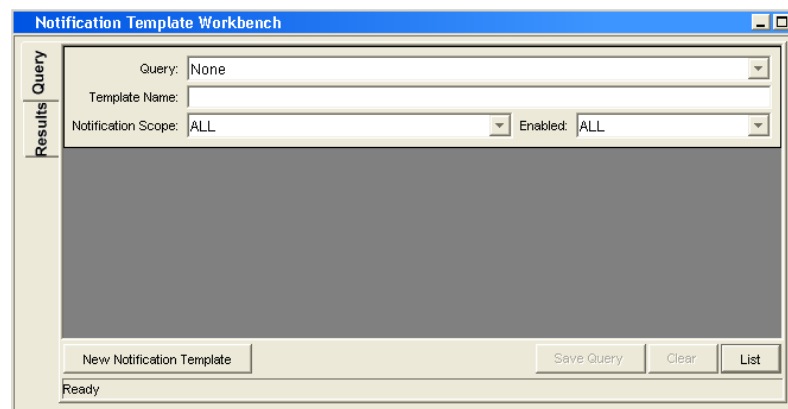 Notification Template Workbench
Query
Results
Query: None
Template Name:
Notification Scope: ALL Enabled: ALL
New Notification Template Save Query Clear List
Ready